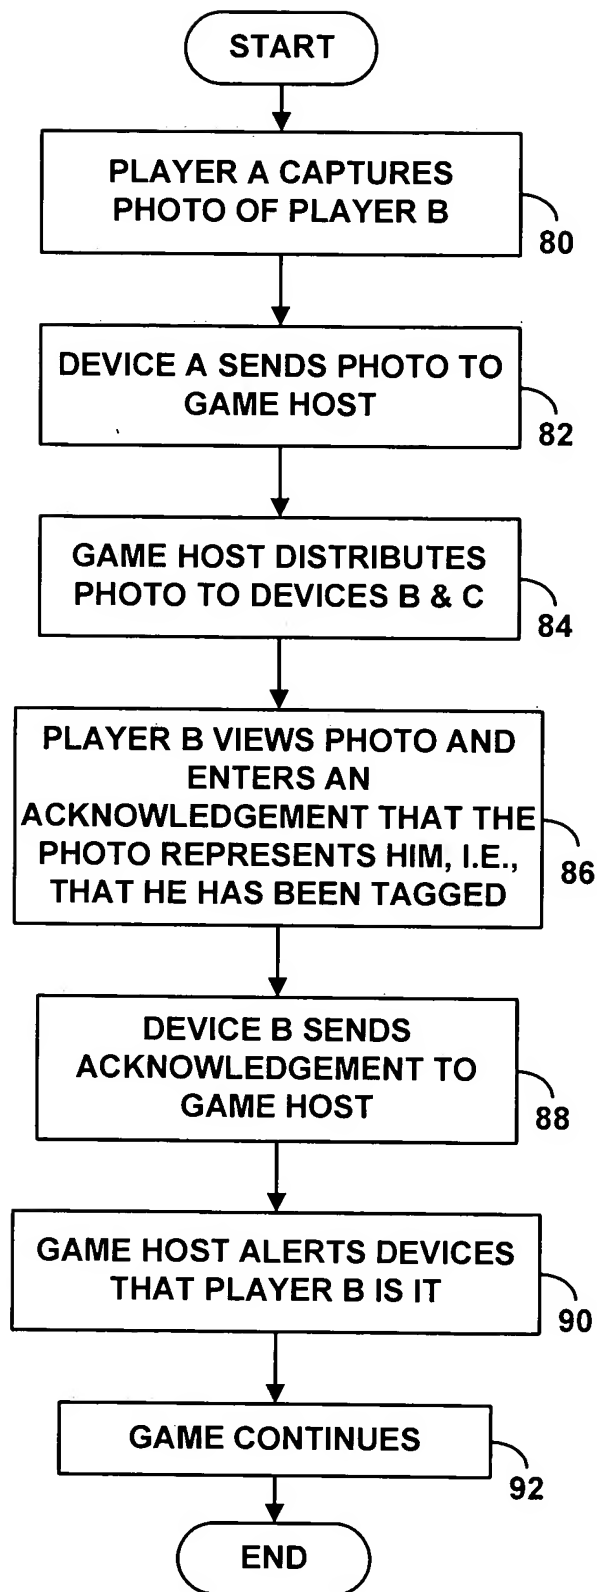 START
PLAYER A CAPTURES
PHOTO OF PLAYER B
80
DEVICE A SENDS PHOTO TO
GAME HOST
82
GAME HOST DISTRIBUTES
PHOTO TO DEVICES B & C
84
PLAYER B VIEWS PHOTO AND
ENTERS AN
ACKNOWLEDGEMENT THAT THE
PHOTO REPRESENTS HIM, I.E.,
THAT HE HAS BEEN TAGGED
86
DEVICE B SENDS
ACKNOWLEDGEMENT TO
GAME HOST
88
GAME HOST ALERTS DEVICES
THAT PLAYER B IS IT
90
GAME CONTINUES
92
END